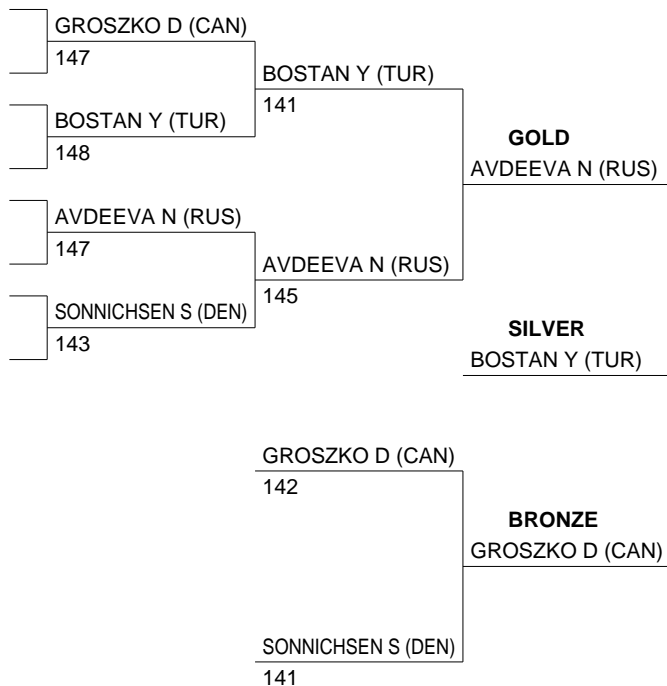 GROSZKO D (CAN)
147
BOSTAN Y (TUR)
141
BOSTAN Y (TUR)
148
GOLD
AVDEEVA N (RUS)
AVDEEVA N (RUS)
147
AVDEEVA N (RUS)
145
SONNICHSEN S (DEN)
143
SILVER
BOSTAN Y (TUR)
GROSZKO D (CAN)
142
BRONZE
GROSZKO D (CAN)
SONNICHSEN S (DEN)
141